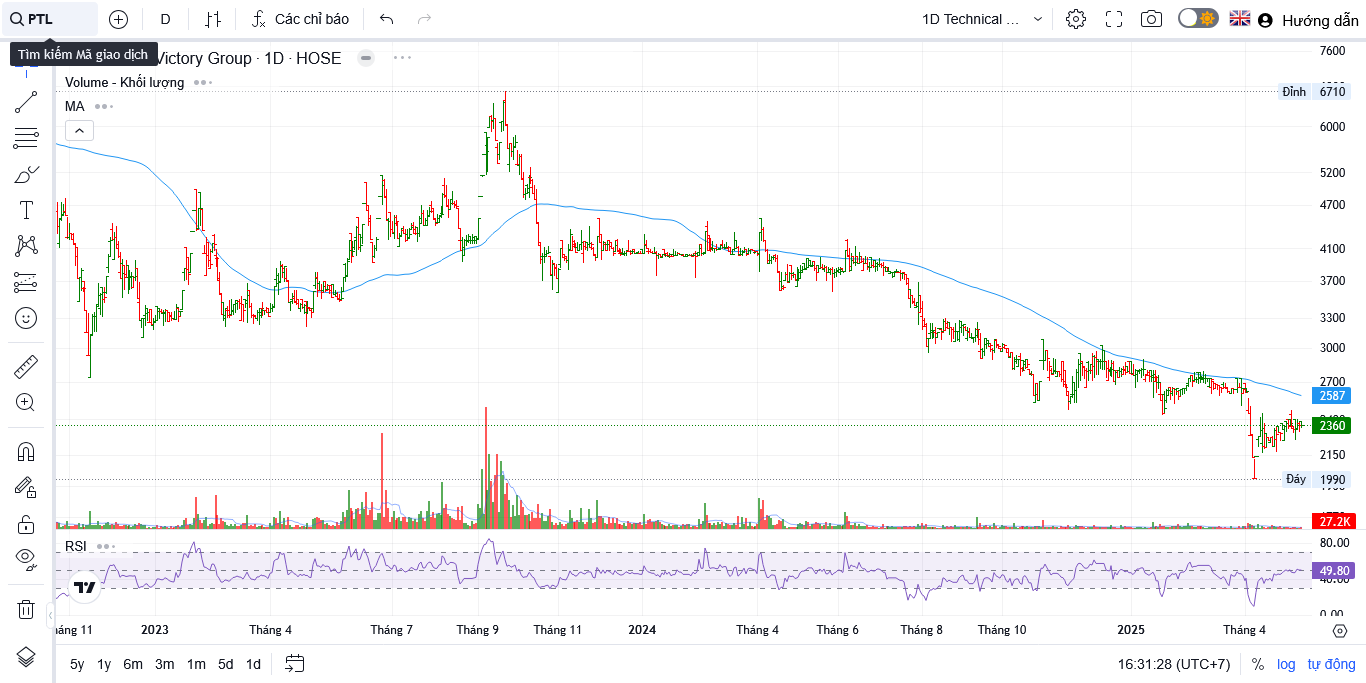 PTL
D
Các chỉ báo
1D Technical ...
Hướng dẫn
Tìm kiếm Mã giao dịch
Victory Group · 1D · HOSE
Volume - Khối lượng
MA
7600
Đỉnh 6710
6000
5200
4700
4100
3700
3300
3000
2700
2587
2360
2150
Đáy 1990
27.2K
RSI
80.00
49.80
40.00
0.00
háng 11
2023
Tháng 4
Tháng 7
Tháng 9
Tháng 11
2024
Tháng 4
Tháng 6
Tháng 8
Tháng 10
2025
Tháng 4
5y 1y 6m 3m 1m 5d 1d
16:31:28 (UTC+7)
%
log
tự động